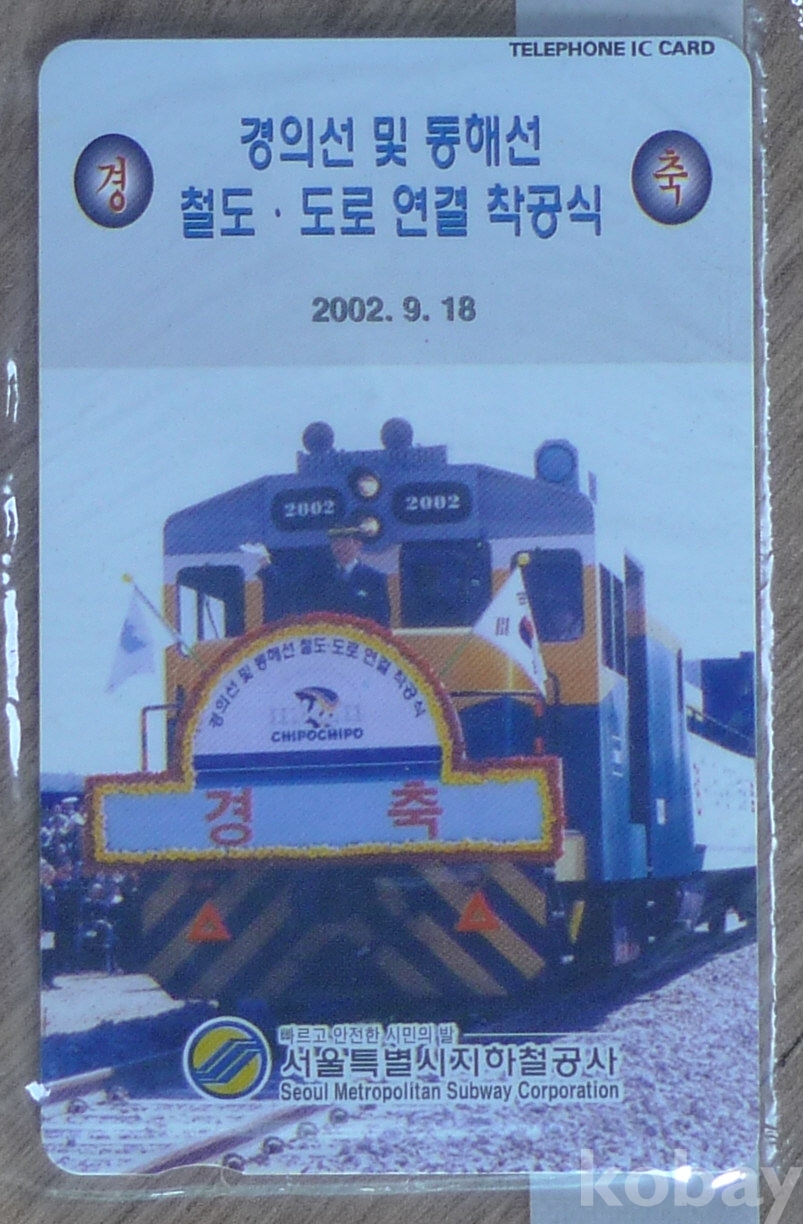 TELEPHONE IC CARD
경의선 및 동해선
경 축
철도 · 도로 연결 착공식
2002. 9. 18
2002 2002
경의선 및 동해선 철도·도로 연결 착공식
CHIPOCHIPO
경 축
빠르고 안전한 시민의 발
서울특별시지하철공사
Seoul Metropolitan Subway Corporation
kobay